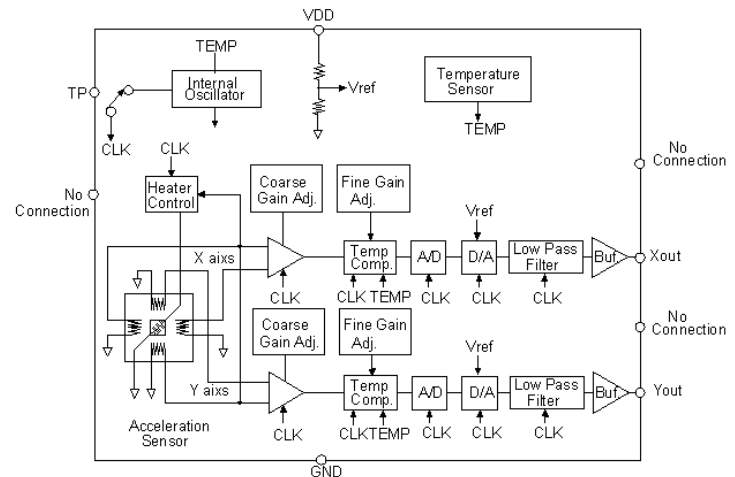 VDD
TEMP
Internal
Oscillator
TP
CLK
Vref
Temperature
Sensor
TEMP
No
Connection
No
Connection
CLK
Heater
Control
Coarse
Gain Adj.
Fine Gain
Adj.
Vref
X aixs
Temp
Comp.
A/D
D/A
Low Pass
Filter
Buf.
Xout
CLK
CLK
TEMP
CLK
CLK
CLK
No
Connection
Coarse
Gain Adj.
Fine Gain
Adj.
Vref
Y aixs
Temp
Comp.
A/D
D/A
Low Pass
Filter
Buf.
Yout
CLK
CLK
TEMP
CLK
CLK
CLK
Acceleration
Sensor
GND